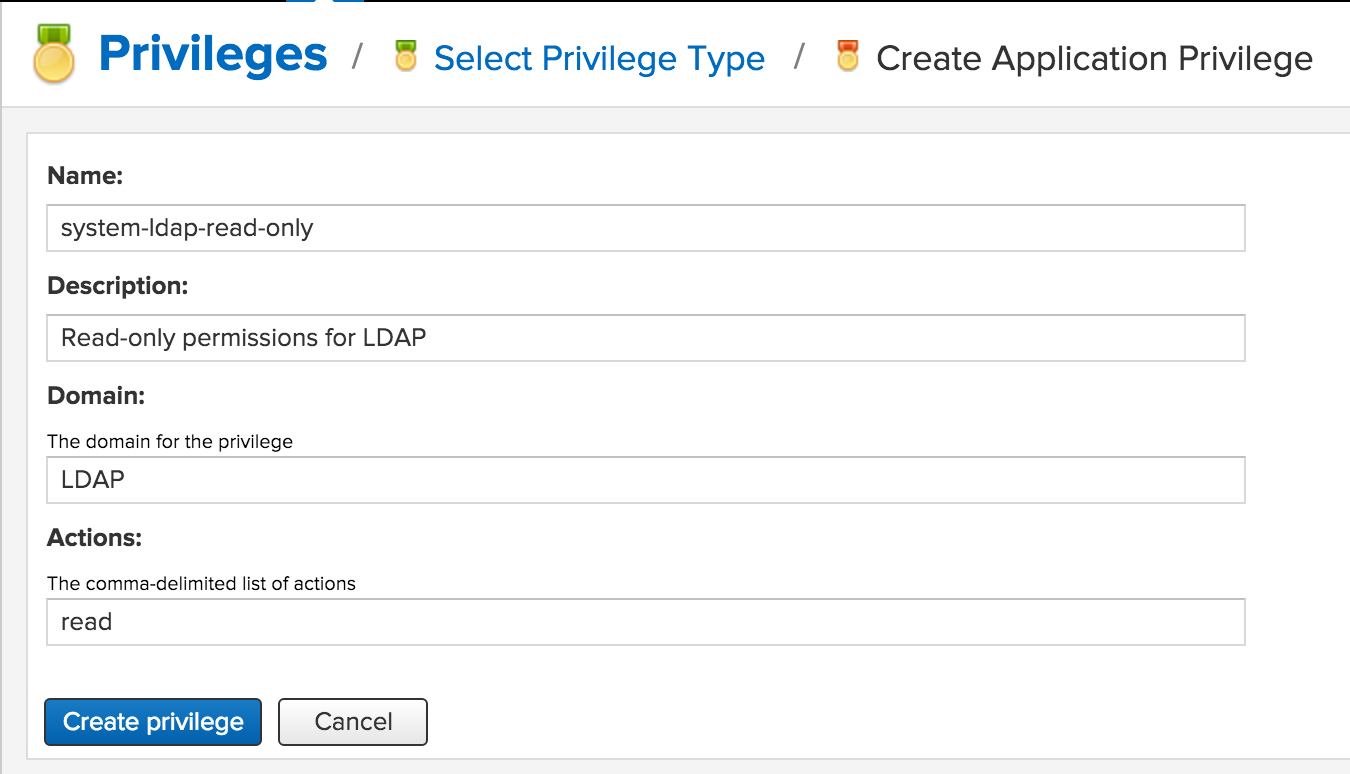 Privileges / Select Privilege Type / Create Application Privilege
Name:
system-ldap-read-only
Description:
Read-only permissions for LDAP
Domain:
The domain for the privilege
LDAP
Actions:
The comma-delimited list of actions
read
Create privilege Cancel